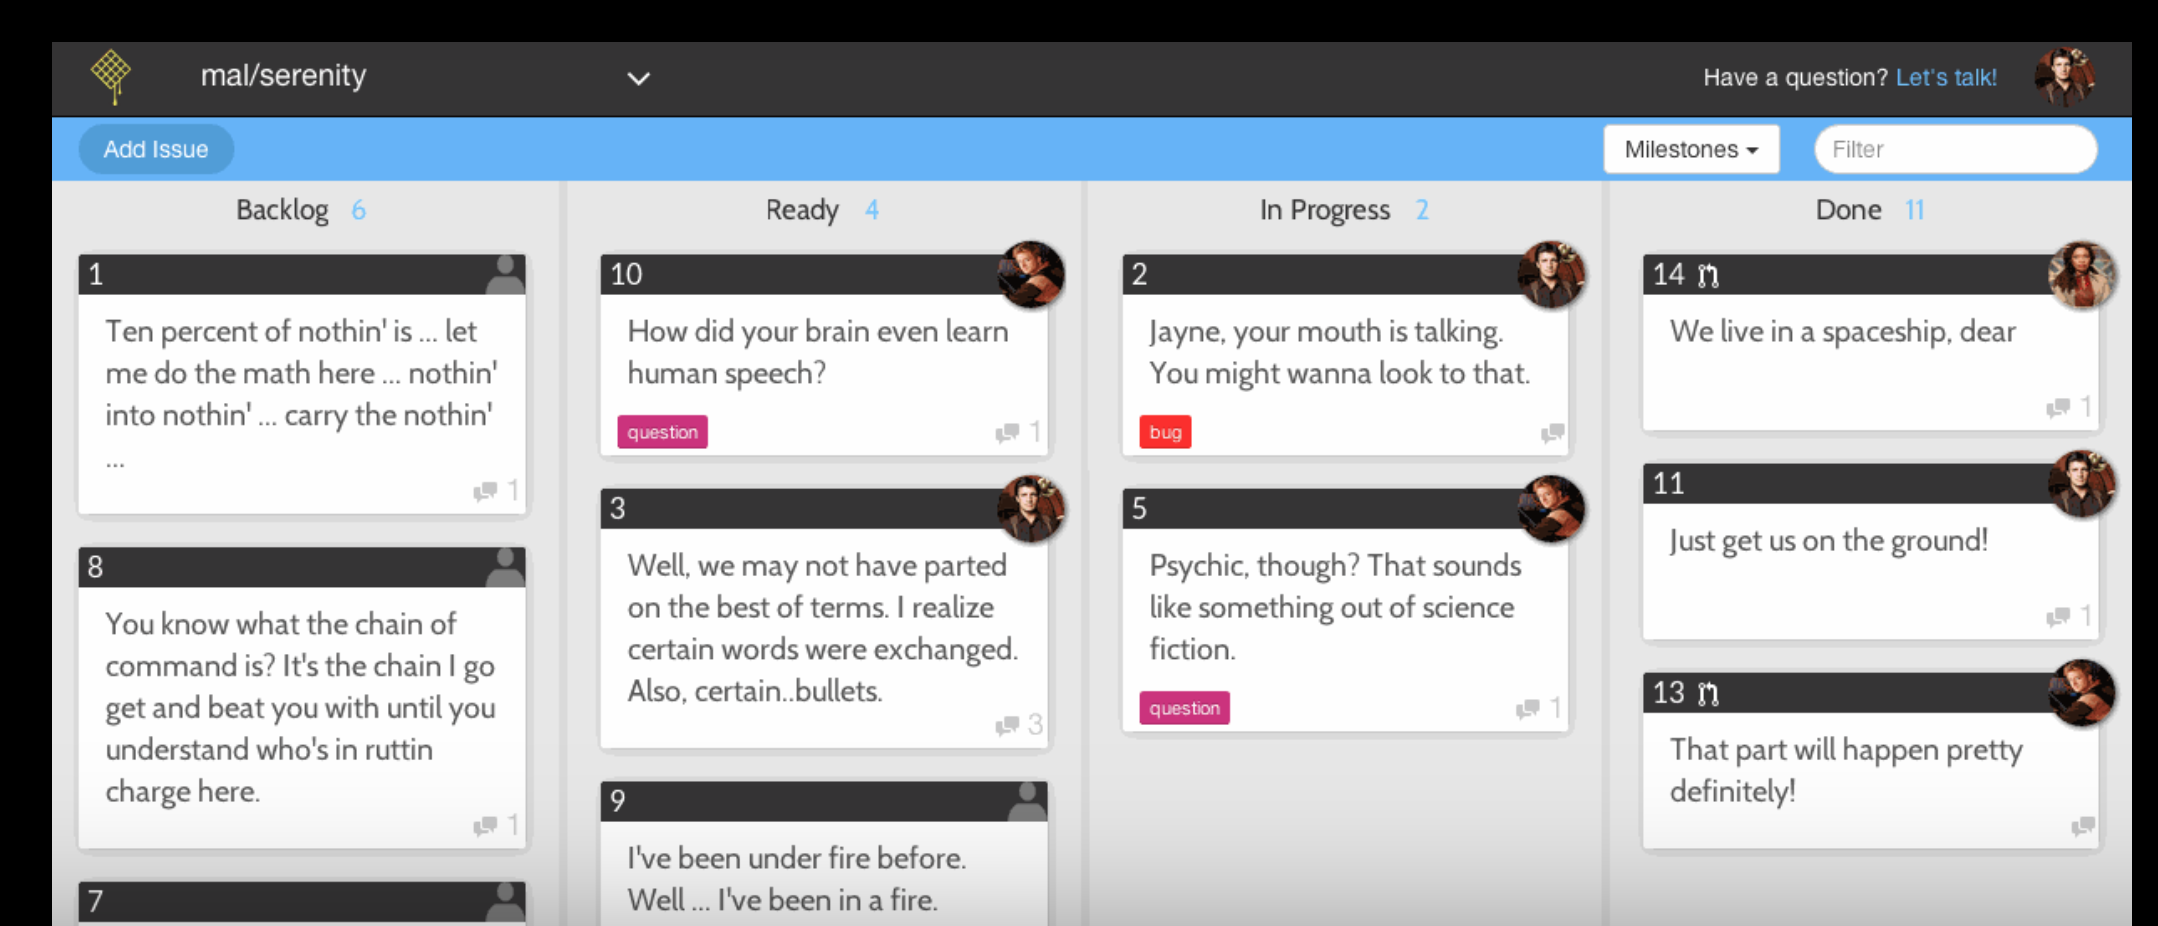 mal/serenity
Have a question? Let's talk!
Add Issue
Milestones
Filter
Backlog 6
1
Ten percent of nothin' is ... let
me do the math here ... nothin'
into nothin' ... carry the nothin'
...
1
8
You know what the chain of
command is? It's the chain I go
get and beat you with until you
understand who's in ruttin
charge here.
1
7
Ready 4
10
How did your brain even learn
human speech?
question
1
3
Well, we may not have parted
on the best of terms. I realize
certain words were exchanged.
Also, certain..bullets.
3
9
I've been under fire before.
Well ... I've been in a fire.
In Progress 2
2
Jayne, your mouth is talking.
You might wanna look to that.
bug
5
Psychic, though? That sounds
like something out of science
fiction.
question
1
Done 11
14
We live in a spaceship, dear
1
11
Just get us on the ground!
1
13
That part will happen pretty
definitely!